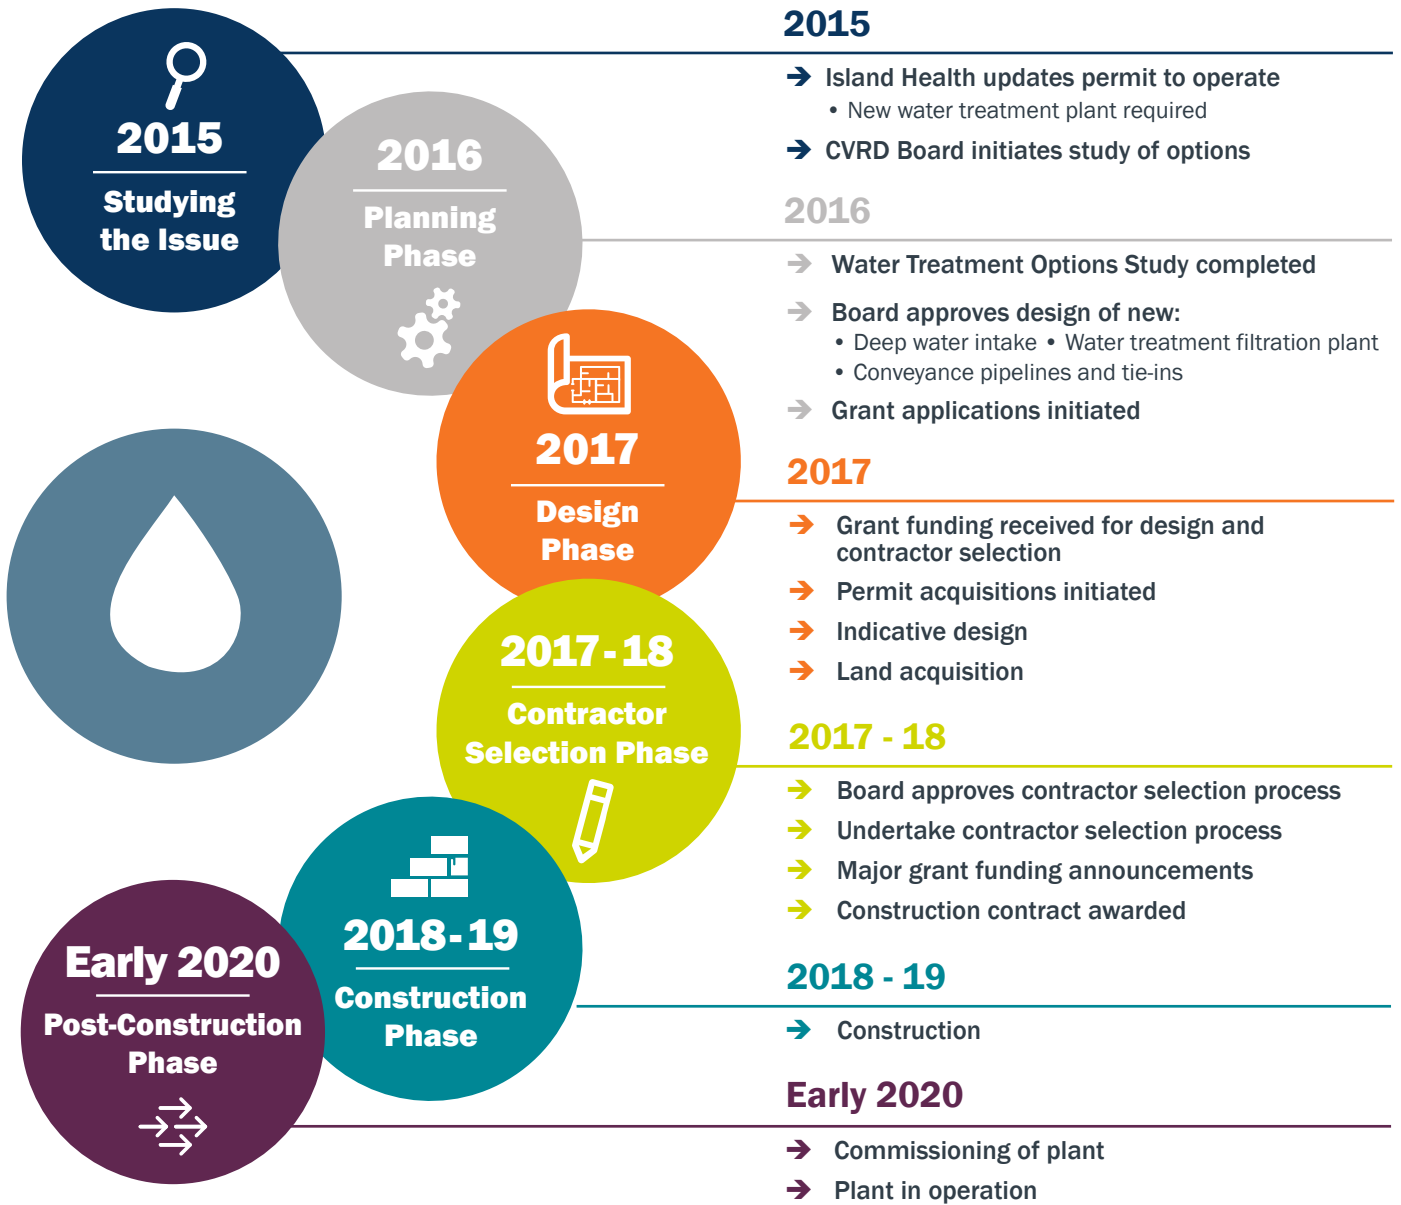 2015
Studying
the Issue
2016
Planning
Phase
2017
Design
Phase
2017-18
Contractor
Selection Phase
2018-19
Construction
Phase
Early 2020
Post-Construction
Phase
2015
Island Health updates permit to operate
• New water treatment plant required
CVRD Board initiates study of options
2016
Water Treatment Options Study completed
Board approves design of new:
• Deep water intake • Water treatment filtration plant
• Conveyance pipelines and tie-ins
Grant applications initiated
2017
Grant funding received for design and
contractor selection
Permit acquisitions initiated
Indicative design
Land acquisition
2017 - 18
Board approves contractor selection process
Undertake contractor selection process
Major grant funding announcements
Construction contract awarded
2018 - 19
Construction
Early 2020
Commissioning of plant
Plant in operation